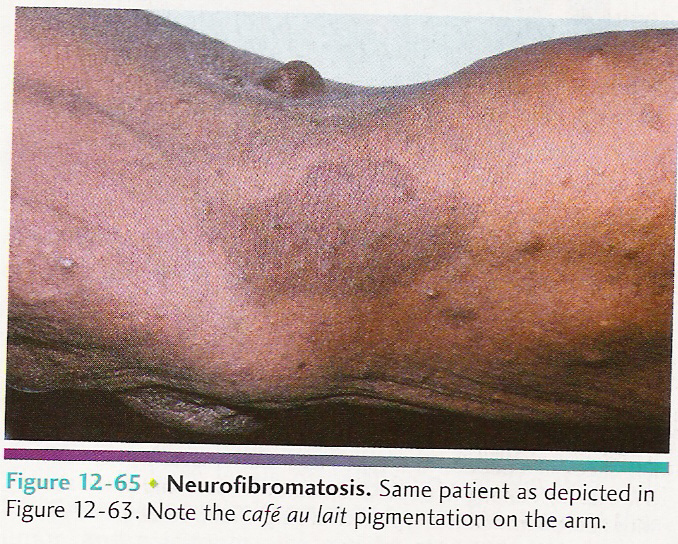 Figure 12-65 • Neurofibromatosis. Same patient as depicted in
Figure 12-63. Note the café au lait pigmentation on the arm.